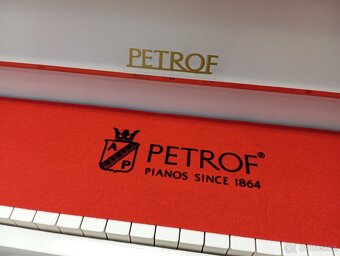 PETROF
A P
PETROF®
PIANOS SINCE 1864